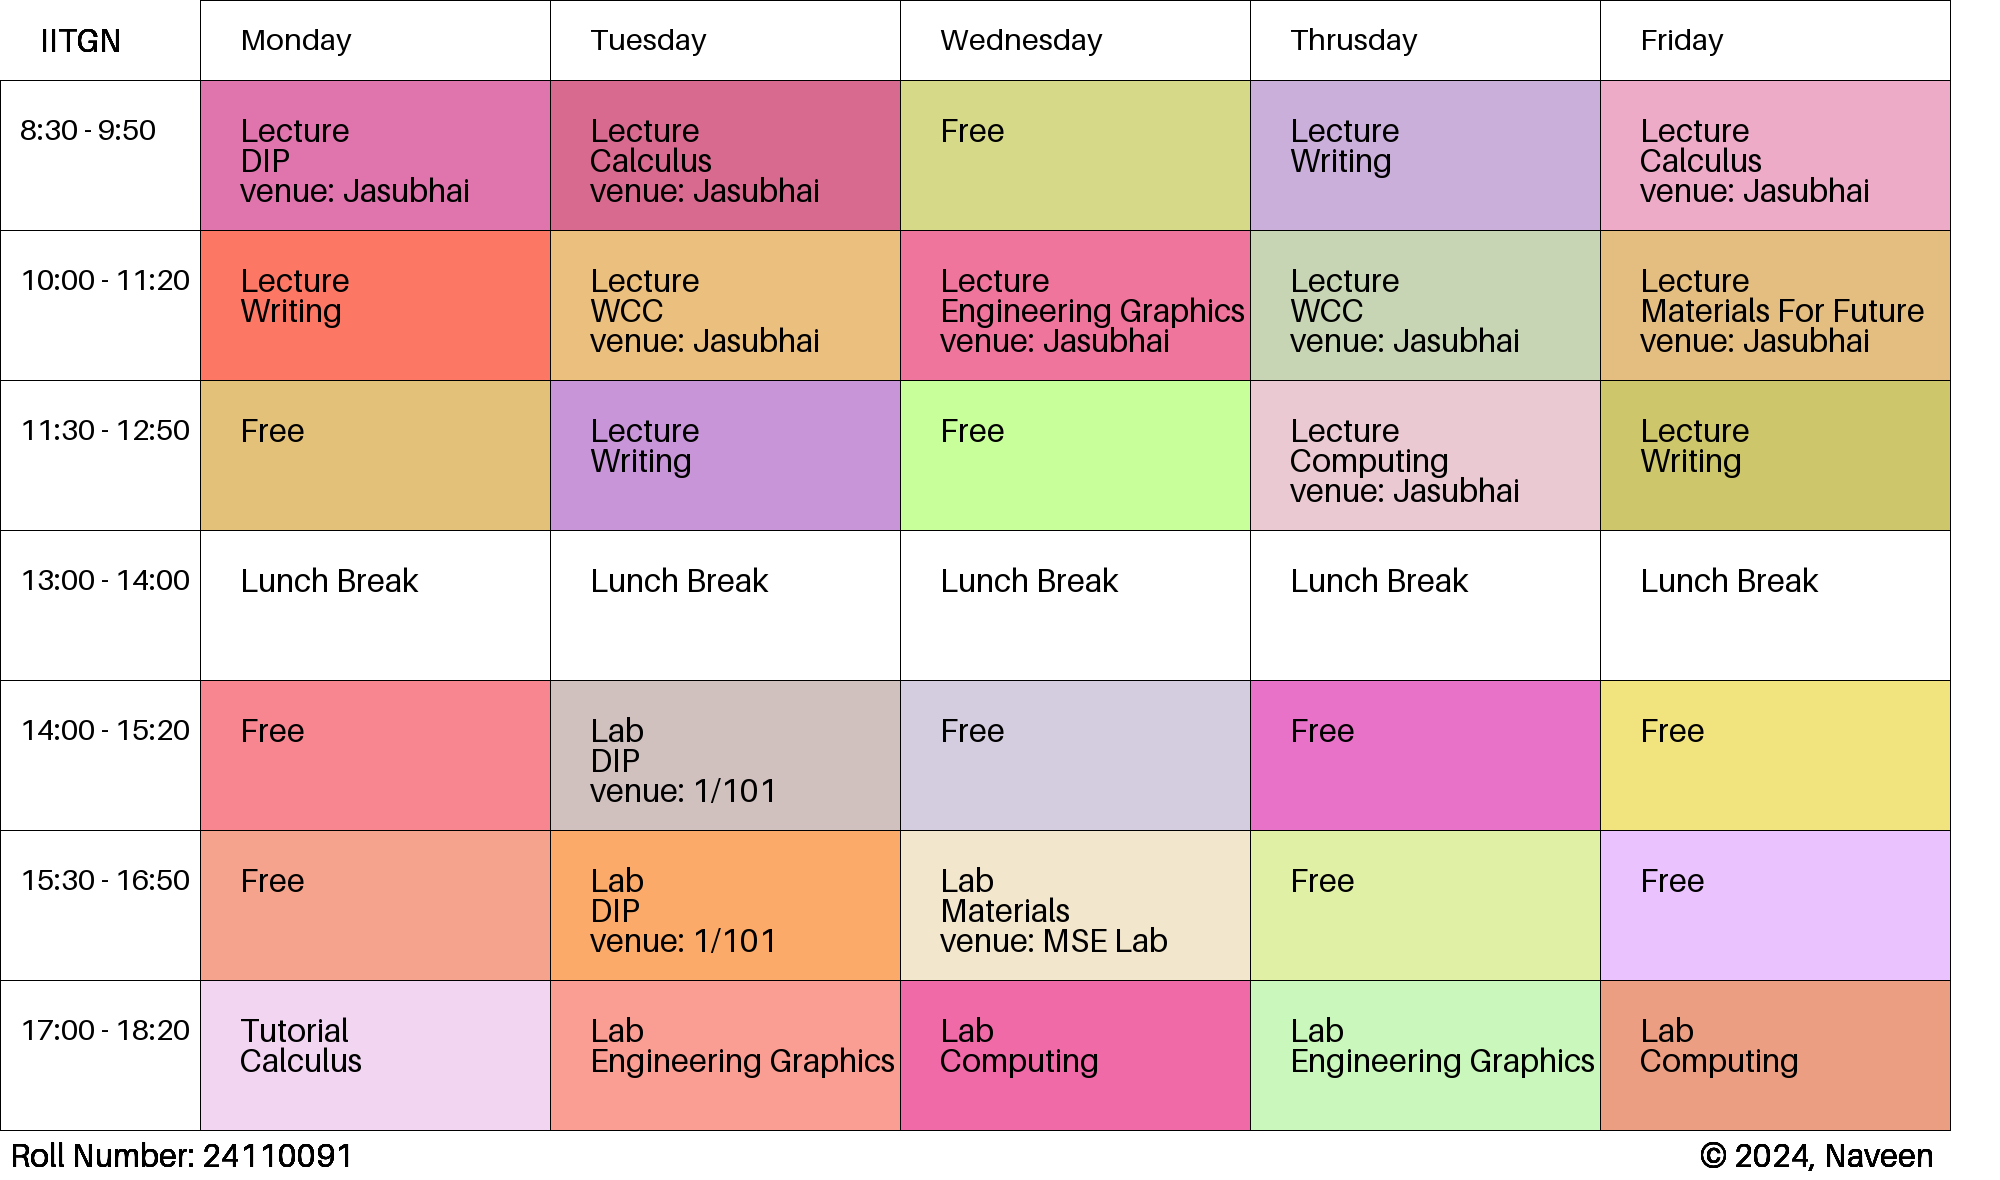 IITGN Monday Tuesday Wednesday Thrusday Friday
8:30 - 9:50
Lecture
DIP
venue: Jasubhai
Lecture
Calculus
venue: Jasubhai
Free
Lecture
Writing
Lecture
Calculus
venue: Jasubhai
10:00 - 11:20
Lecture
Writing
Lecture
WCC
venue: Jasubhai
Lecture
Engineering Graphics
venue: Jasubhai
Lecture
WCC
venue: Jasubhai
Lecture
Materials For Future
venue: Jasubhai
11:30 - 12:50
Free
Lecture
Writing
Free
Lecture
Computing
venue: Jasubhai
Lecture
Writing
13:00 - 14:00
Lunch Break
Lunch Break
Lunch Break
Lunch Break
Lunch Break
14:00 - 15:20
Free
Lab
DIP
venue: 1/101
Free
Free
Free
15:30 - 16:50
Free
Lab
DIP
venue: 1/101
Lab
Materials
venue: MSE Lab
Free
Free
17:00 - 18:20
Tutorial
Calculus
Lab
Engineering Graphics
Lab
Computing
Lab
Engineering Graphics
Lab
Computing
Roll Number: 24110091
© 2024, Naveen